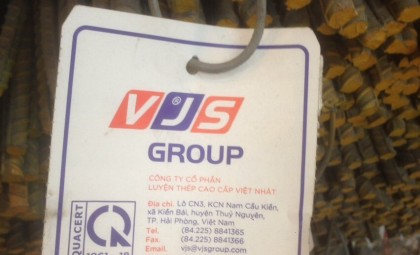 VJS
®
GROUP
CÔNG TY CỔ PHẦN
LUYỆN THÉP CAO CẤP VIỆT NHẬT
Địa chỉ. Lô CN3, KCN Nam Cầu Kiền,
xã Kiền Bái, huyện Thuỷ Nguyên,
TP. Hải Phòng, Việt Nam
Tel. (84.225) 8841365
Fax. (84.225) 8841366
Email. vjs@vjsgroup.com
QUACERT